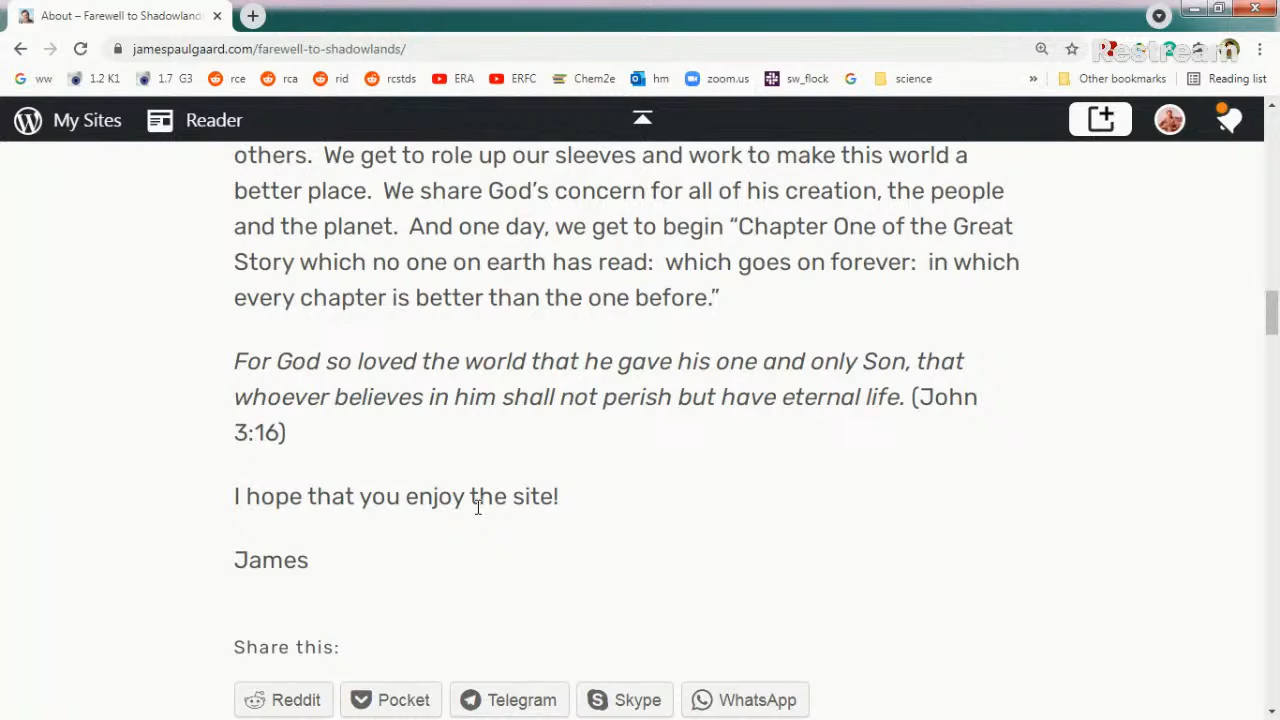 About – Farewell to Shadowlands
jamespaulgaard.com/farewell-to-shadowlands/
Restream
ww 1.2 K1 1.7 G3 rce rca rid rcstds ERA ERFC Chem2e hm zoom.us sw_flock science » Other bookmarks Reading list
My Sites Reader
others. We get to role up our sleeves and work to make this world a
better place. We share God’s concern for all of his creation, the people
and the planet. And one day, we get to begin “Chapter One of the Great
Story which no one on earth has read: which goes on forever: in which
every chapter is better than the one before.”
For God so loved the world that he gave his one and only Son, that
whoever believes in him shall not perish but have eternal life. (John
3:16)
I hope that you enjoy the site!
James
Share this:
Reddit Pocket Telegram Skype WhatsApp